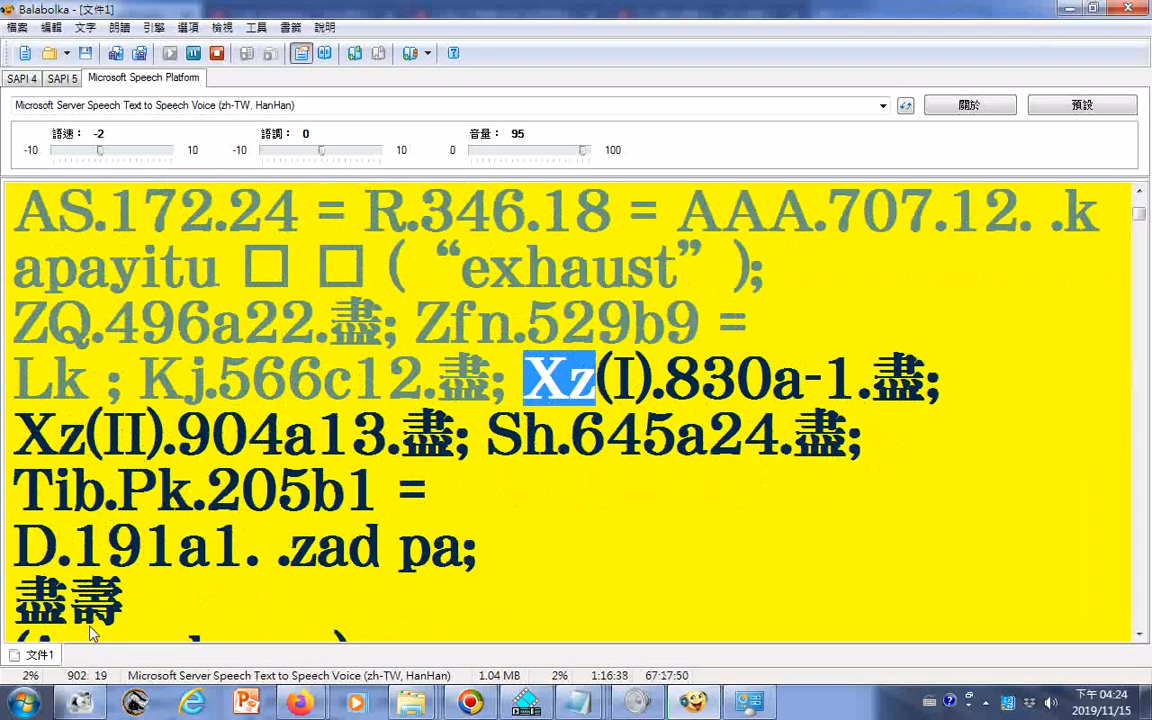 Balabolka - [文件1]
檔案 編輯 文字 朗讀 引擎 選項 檢視 工具 書籤 說明
SAPI 4 SAPI 5 Microsoft Speech Platform
Microsoft Server Speech Text to Speech Voice (zh-TW, HanHan) 關於 預設
語速： -2 語調： 0 音量： 95
-10 10 -10 10 0 100
AS.172.24 = R.346.18 = AAA.707.12. .k
apayitu □ □ ( “exhaust” );
ZQ.496a22.盡; Zfn.529b9 =
Lk ; Kj.566c12.盡; Xz(I).830a-1.盡;
Xz(II).904a13.盡; Sh.645a24.盡;
Tib.Pk.205b1 =
D.191a1. .zad pa;
盡壽
文件1
2% 902: 19 Microsoft Server Speech Text to Speech Voice (zh-TW, HanHan) 1.04 MB 2% 1:16:38 67:17:50
下午 04:24
2019/11/15